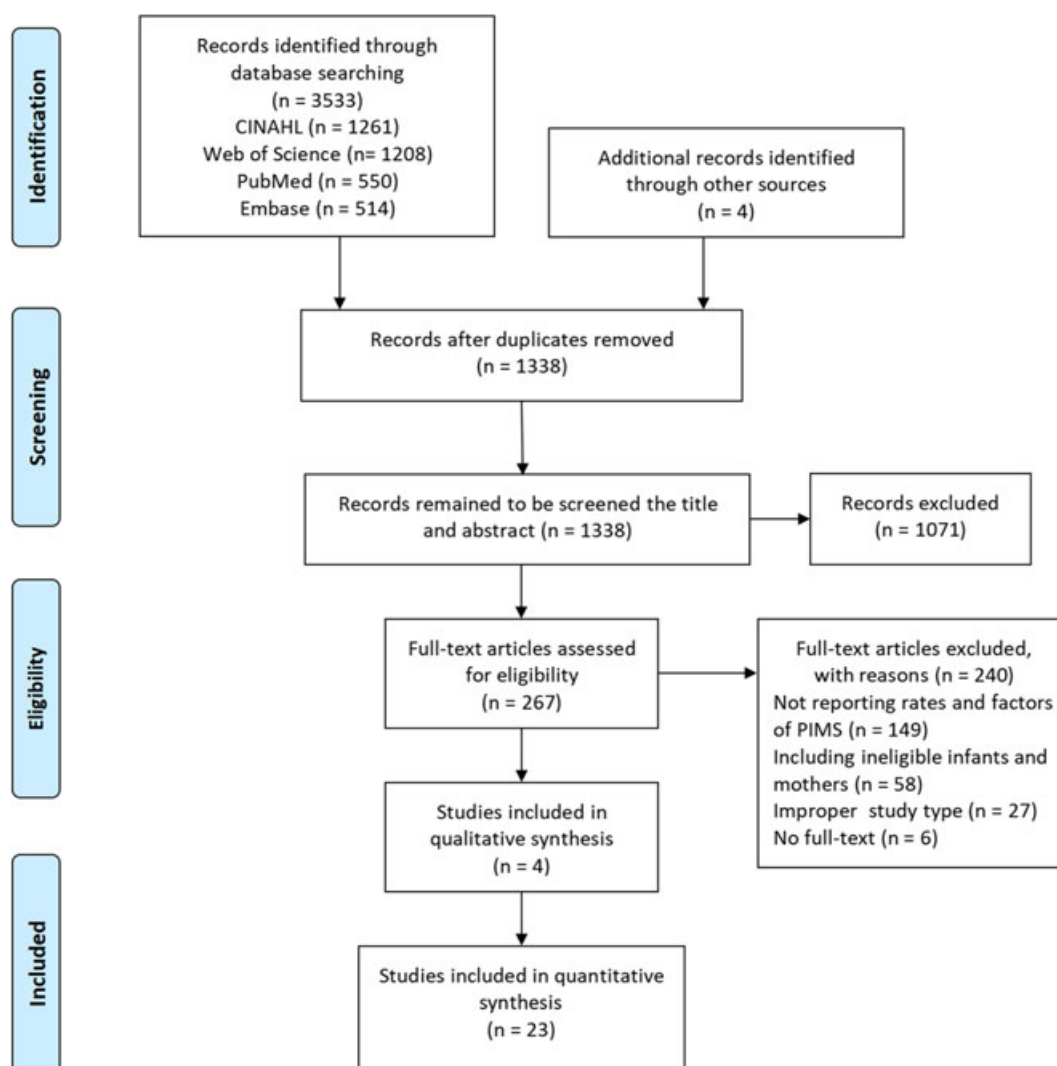 Identification
Records identified through
database searching
(n = 3533)
CINAHL (n = 1261)
Web of Science (n= 1208)
PubMed (n = 550)
Embase (n = 514)
Additional records identified
through other sources
(n = 4)
Screening
Records after duplicates removed
(n = 1338)
Records remained to be screened the title
and abstract (n = 1338)
Records excluded
(n = 1071)
Eligibility
Full-text articles assessed
for eligibility
(n = 267)
Full-text articles excluded,
with reasons (n = 240)
Not reporting rates and factors
of PIMS (n = 149)
Including ineligible infants and
mothers (n = 58)
Improper study type (n = 27)
No full-text (n = 6)
Studies included in
qualitative synthesis
(n = 4)
Included
Studies included in quantitative
synthesis
(n = 23)